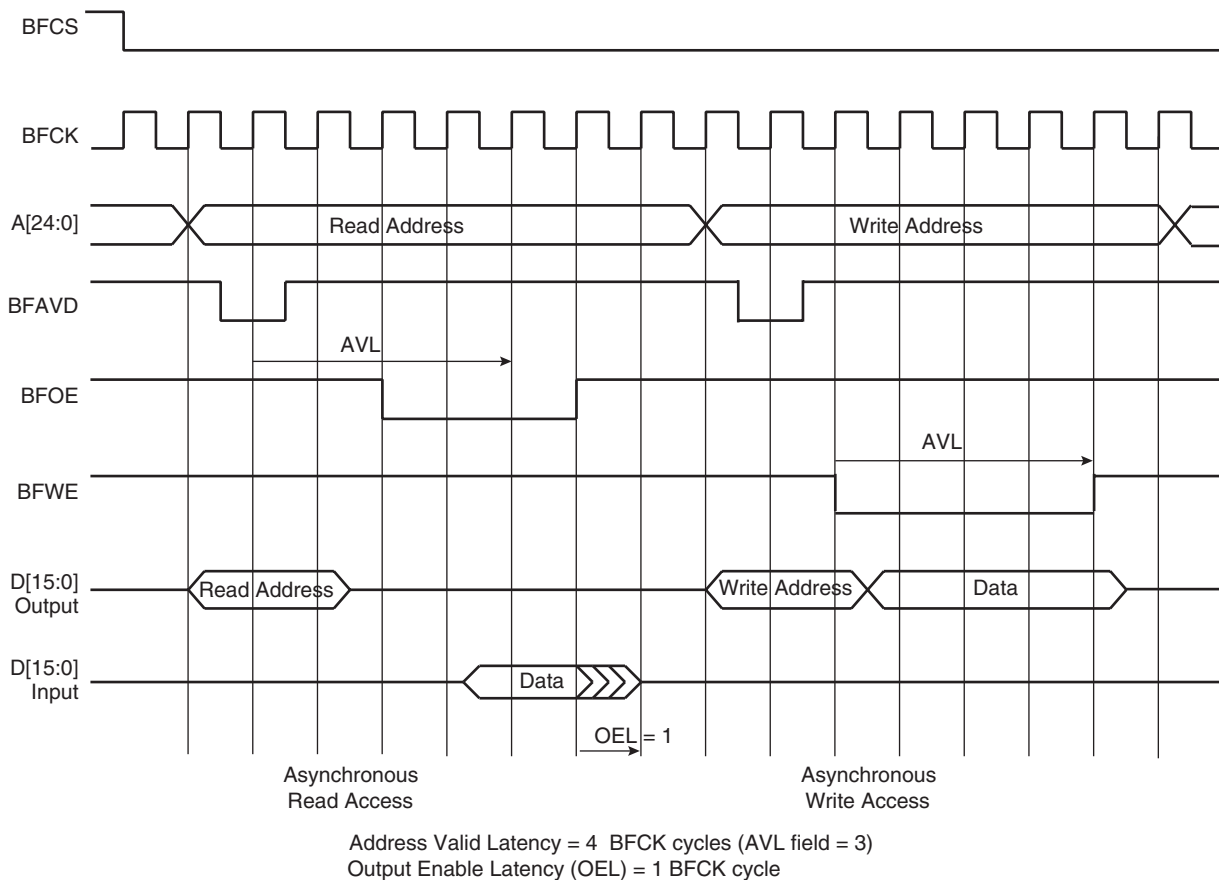 BFCS
BFCK
A[24:0]
Read Address
Write Address
BFAVD
AVL
BFOE
AVL
BFWE
D[15:0]
Output
Read Address
Write Address
Data
D[15:0]
Input
Data
OEL = 1
Asynchronous
Read Access
Asynchronous
Write Access
Address Valid Latency = 4 BFCK cycles (AVL field = 3)
Output Enable Latency (OEL) = 1 BFCK cycle